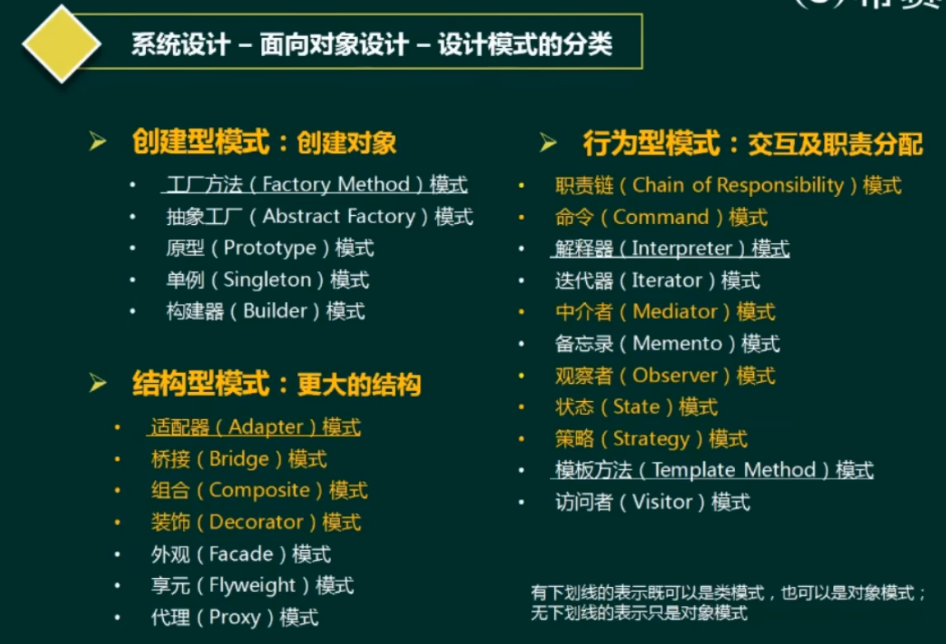 系统设计 – 面向对象设计 – 设计模式的分类
创建型模式：创建对象
工厂方法（Factory Method）模式
抽象工厂（Abstract Factory）模式
原型（Prototype）模式
单例（Singleton）模式
构建器（Builder）模式
结构型模式：更大的结构
适配器（Adapter）模式
桥接（Bridge）模式
组合（Composite）模式
装饰（Decorator）模式
外观（Facade）模式
享元（Flyweight）模式
代理（Proxy）模式
行为型模式：交互及职责分配
职责链（Chain of Responsibility）模式
命令（Command）模式
解释器（Interpreter）模式
迭代器（Iterator）模式
中介者（Mediator）模式
备忘录（Memento）模式
观察者（Observer）模式
状态（State）模式
策略（Strategy）模式
模板方法（Template Method）模式
访问者（Visitor）模式
有下划线的表示既可以是类模式，也可以是对象模式；
无下划线的表示只是对象模式